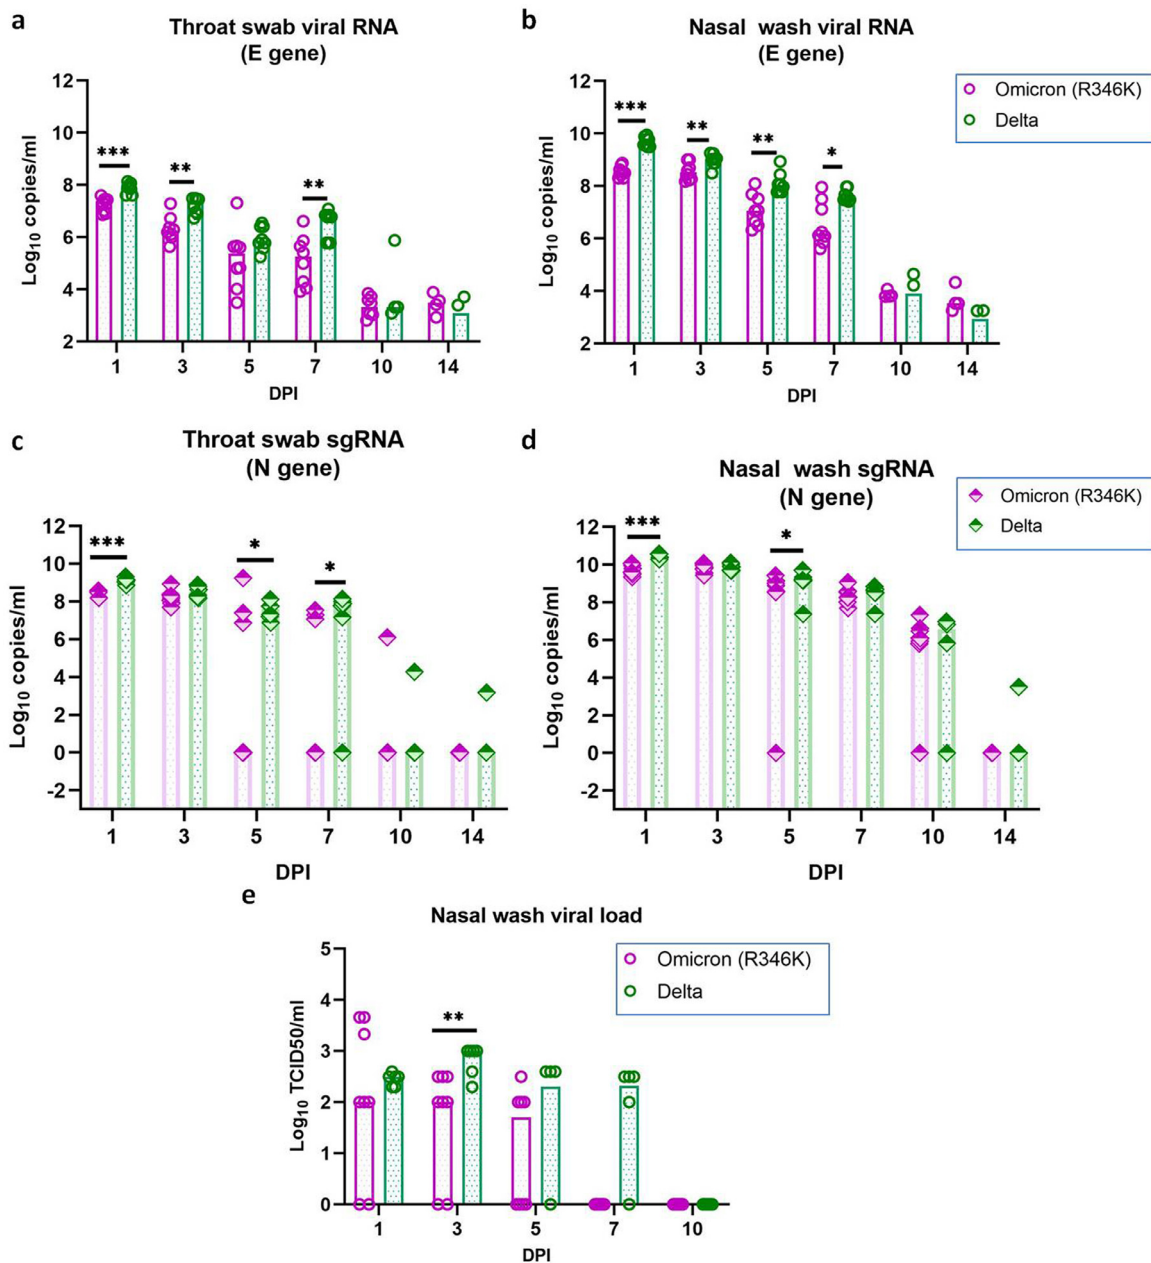 a
Throat swab viral RNA
(E gene)
Log10 copies/ml
12
10
8
6
4
2
***
**
**
1 3 5 7 10 14
DPI
b
Nasal wash viral RNA
(E gene)
Log10 copies/ml
12
10
8
6
4
2
***
**
**
*
1 3 5 7 10 14
DPI
Omicron (R346K)
Delta
c
Throat swab sgRNA
(N gene)
Log10 copies/ml
12
10
8
6
4
2
0
-2
***
*
*
1 3 5 7 10 14
DPI
d
Nasal wash sgRNA
(N gene)
Log10 copies/ml
12
10
8
6
4
2
0
-2
***
*
1 3 5 7 10 14
DPI
Omicron (R346K)
Delta
e
Nasal wash viral load
Log10 TCID50/ml
5
4
3
2
1
0
**
1 3 5 7 10
DPI
Omicron (R346K)
Delta